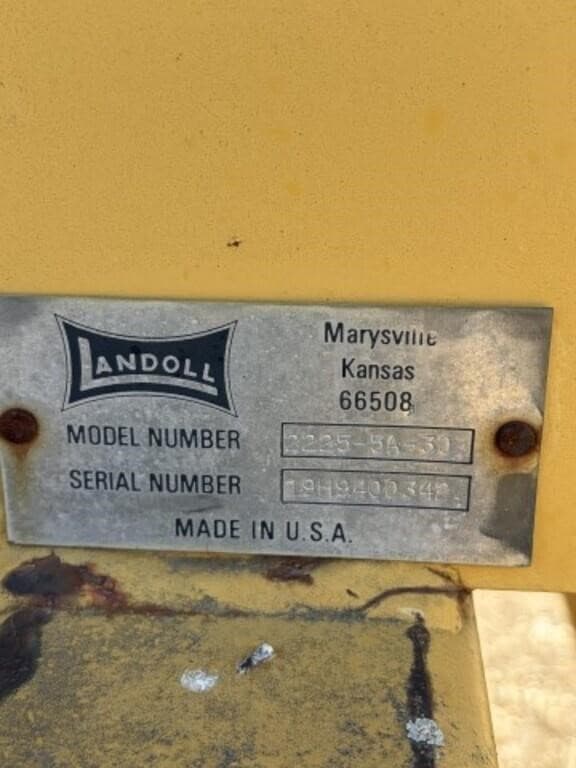 LANDOLL
Marysville
Kansas
66508
MODEL NUMBER 2225-5A-30
SERIAL NUMBER
MADE IN U.S.A.